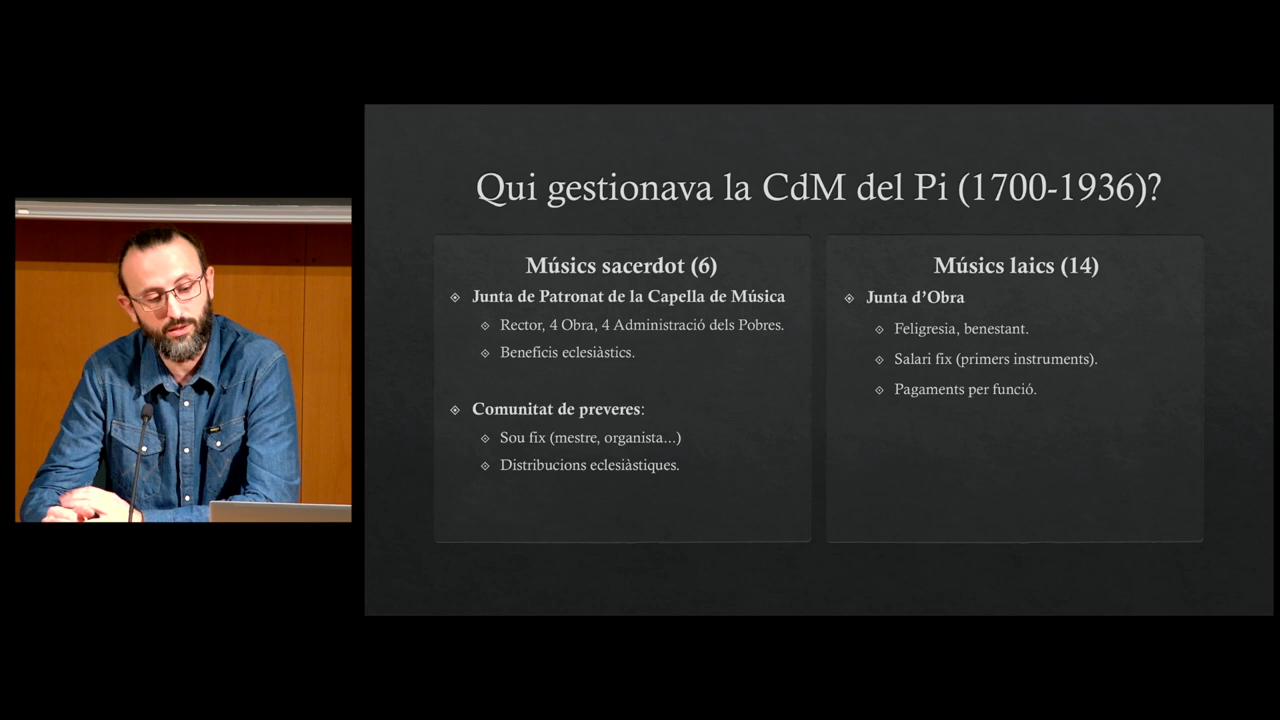 Qui gestionava la CdM del Pi (1700-1936)?
Músics sacerdot (6)
Junta de Patronat de la Capella de Música
Rector, 4 Obra, 4 Administració dels Pobres.
Beneficis eclesiàstics.
Comunitat de preveres:
Sou fix (mestre, organista...)
Distribucions eclesiàstiques.
Músics laics (14)
Junta d’Obra
Feligresia, benestant.
Salari fix (primers instruments).
Pagaments per funció.